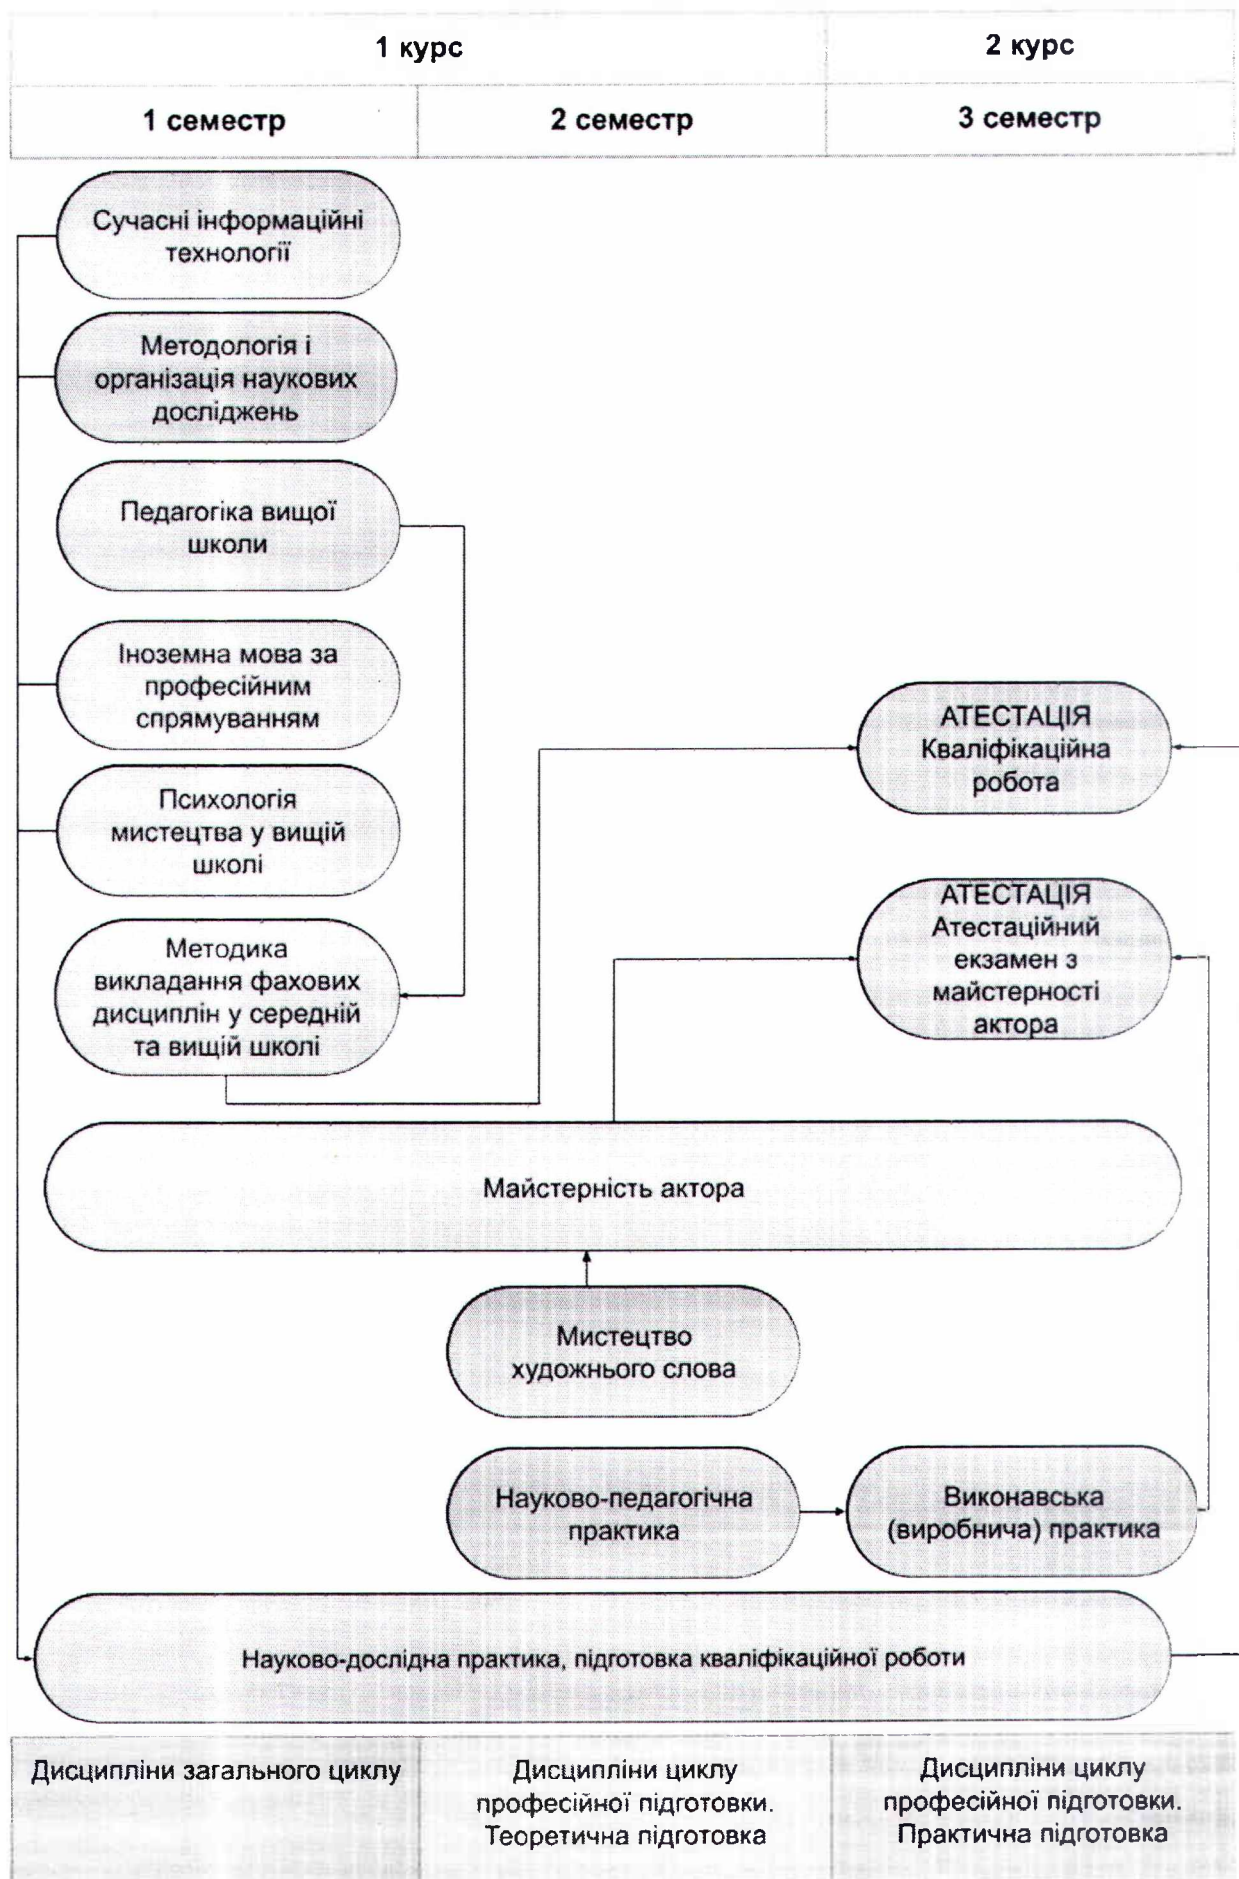 1 курс
2 курс
1 семестр
2 семестр
3 семестр
Сучасні інформаційні
технології
Методологія і
організація наукових
досліджень
Педагогіка вищої
школи
Іноземна мова за
професійним
спрямуванням
Психологія
мистецтва у вищій
школі
Методика
викладання фахових
дисциплін у середній
та вищій школі
АТЕСТАЦІЯ
Кваліфікаційна
робота
АТЕСТАЦІЯ
Атестаційний
екзамен з
майстерності
актора
Майстерність актора
Мистецтво
художнього слова
Науково-педагогічна
практика
Виконавська
(виробнича) практика
Науково-дослідна практика, підготовка кваліфікаційної роботи
Дисципліни загального циклу
Дисципліни циклу
професійної підготовки.
Теоретична підготовка
Дисципліни циклу
професійної підготовки.
Практична підготовка